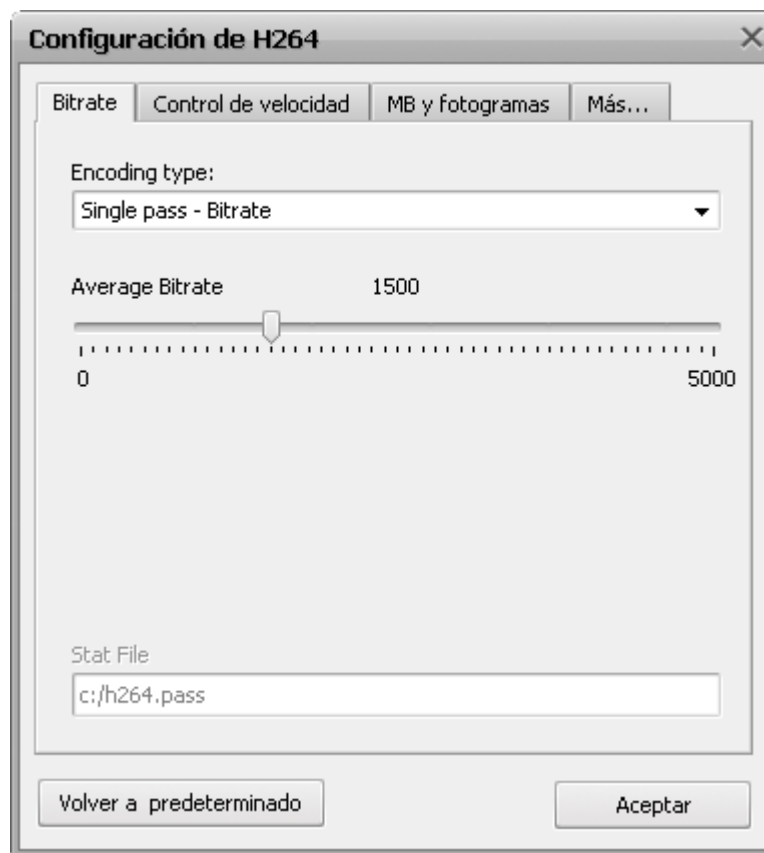 Configuración de H264
Bitrate Control de velocidad MB y fotogramas Más...
Encoding type:
Single pass - Bitrate
Average Bitrate 1500
0 5000
Stat File
c:/h264.pass
Volver a predeterminado Aceptar